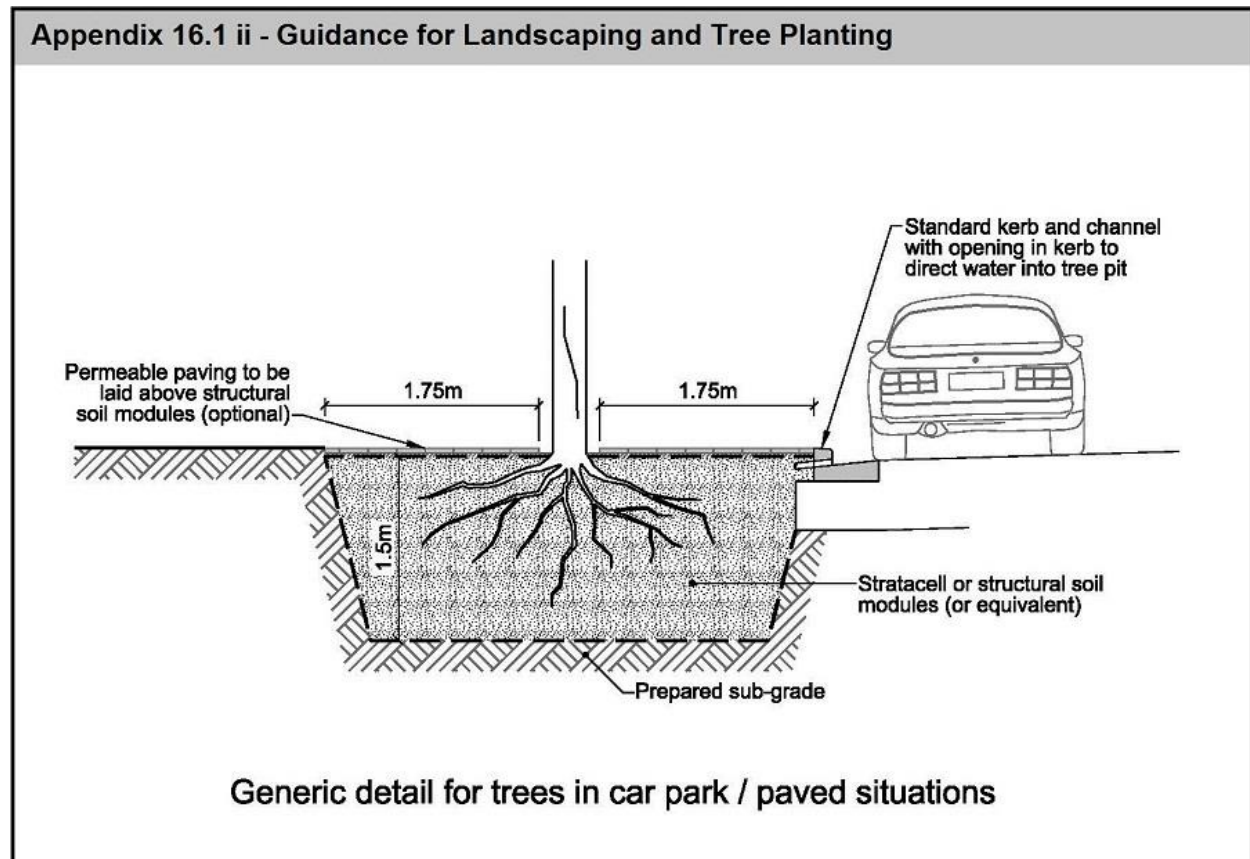 Appendix 16.1 ii - Guidance for Landscaping and Tree Planting
Standard kerb and channel
with opening in kerb to
direct water into tree pit
Permeable paving to be
laid above structural
soil modules (optional)
1.75m
1.75m
1.5m
Stratacell or structural soil
modules (or equivalent)
Prepared sub-grade
Generic detail for trees in car park / paved situations